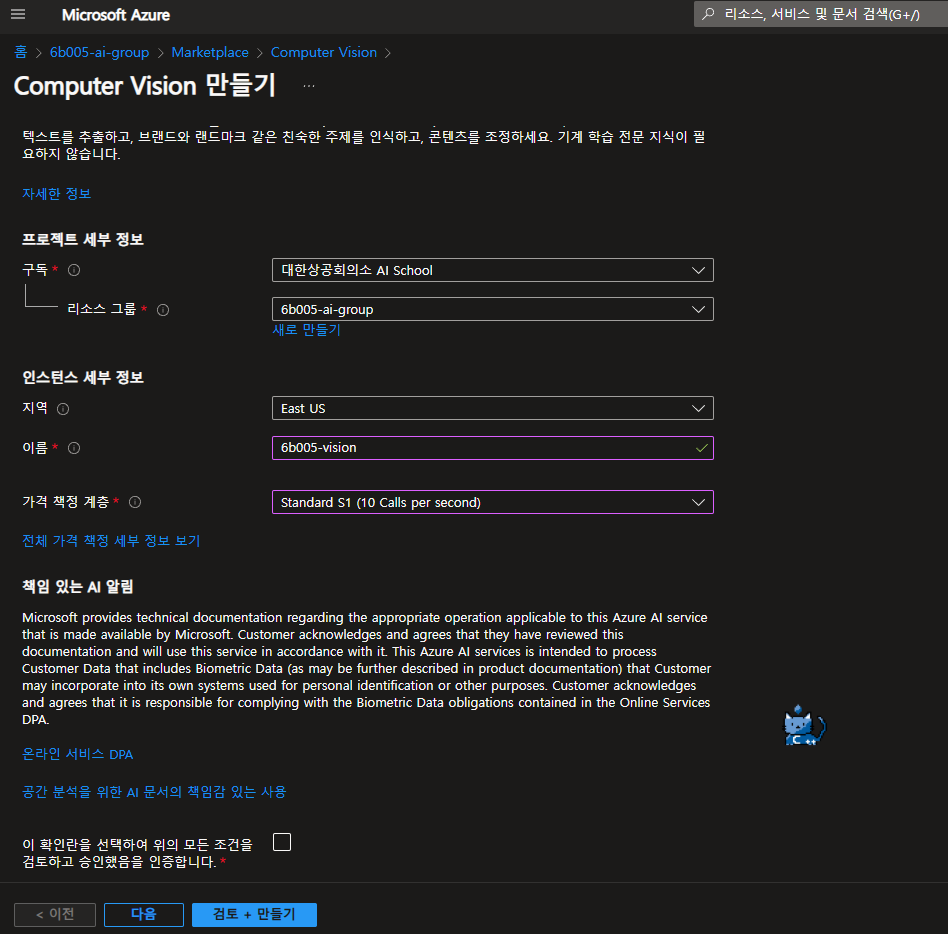 Microsoft Azure
리소스, 서비스 및 문서 검색(G+/)
홈 > 6b005-ai-group > Marketplace > Computer Vision >
Computer Vision 만들기 ...
텍스트를 추출하고, 브랜드와 랜드마크 같은 친숙한 주제를 인식하고, 콘텐츠를 조정하세요. 기계 학습 전문 지식이 필
요하지 않습니다.
자세한 정보
프로젝트 세부 정보
구독 *
대한상공회의소 AI School
리소스 그룹 *
6b005-ai-group
새로 만들기
인스턴스 세부 정보
지역
East US
이름 *
6b005-vision
가격 책정 계층 *
Standard S1 (10 Calls per second)
전체 가격 책정 세부 정보 보기
책임 있는 AI 알림
Microsoft provides technical documentation regarding the appropriate operation applicable to this Azure AI service
that is made available by Microsoft. Customer acknowledges and agrees that they have reviewed this
documentation and will use this service in accordance with it. This Azure AI services is intended to process
Customer Data that includes Biometric Data (as may be further described in product documentation) that Customer
may incorporate into its own systems used for personal identification or other purposes. Customer acknowledges
and agrees that it is responsible for complying with the Biometric Data obligations contained in the Online Services
DPA.
온라인 서비스 DPA
공간 분석을 위한 AI 문서의 책임감 있는 사용
이 확인란을 선택하여 위의 모든 조건을
검토하고 승인했음을 인증합니다. *
< 이전
다음
검토 + 만들기
C++